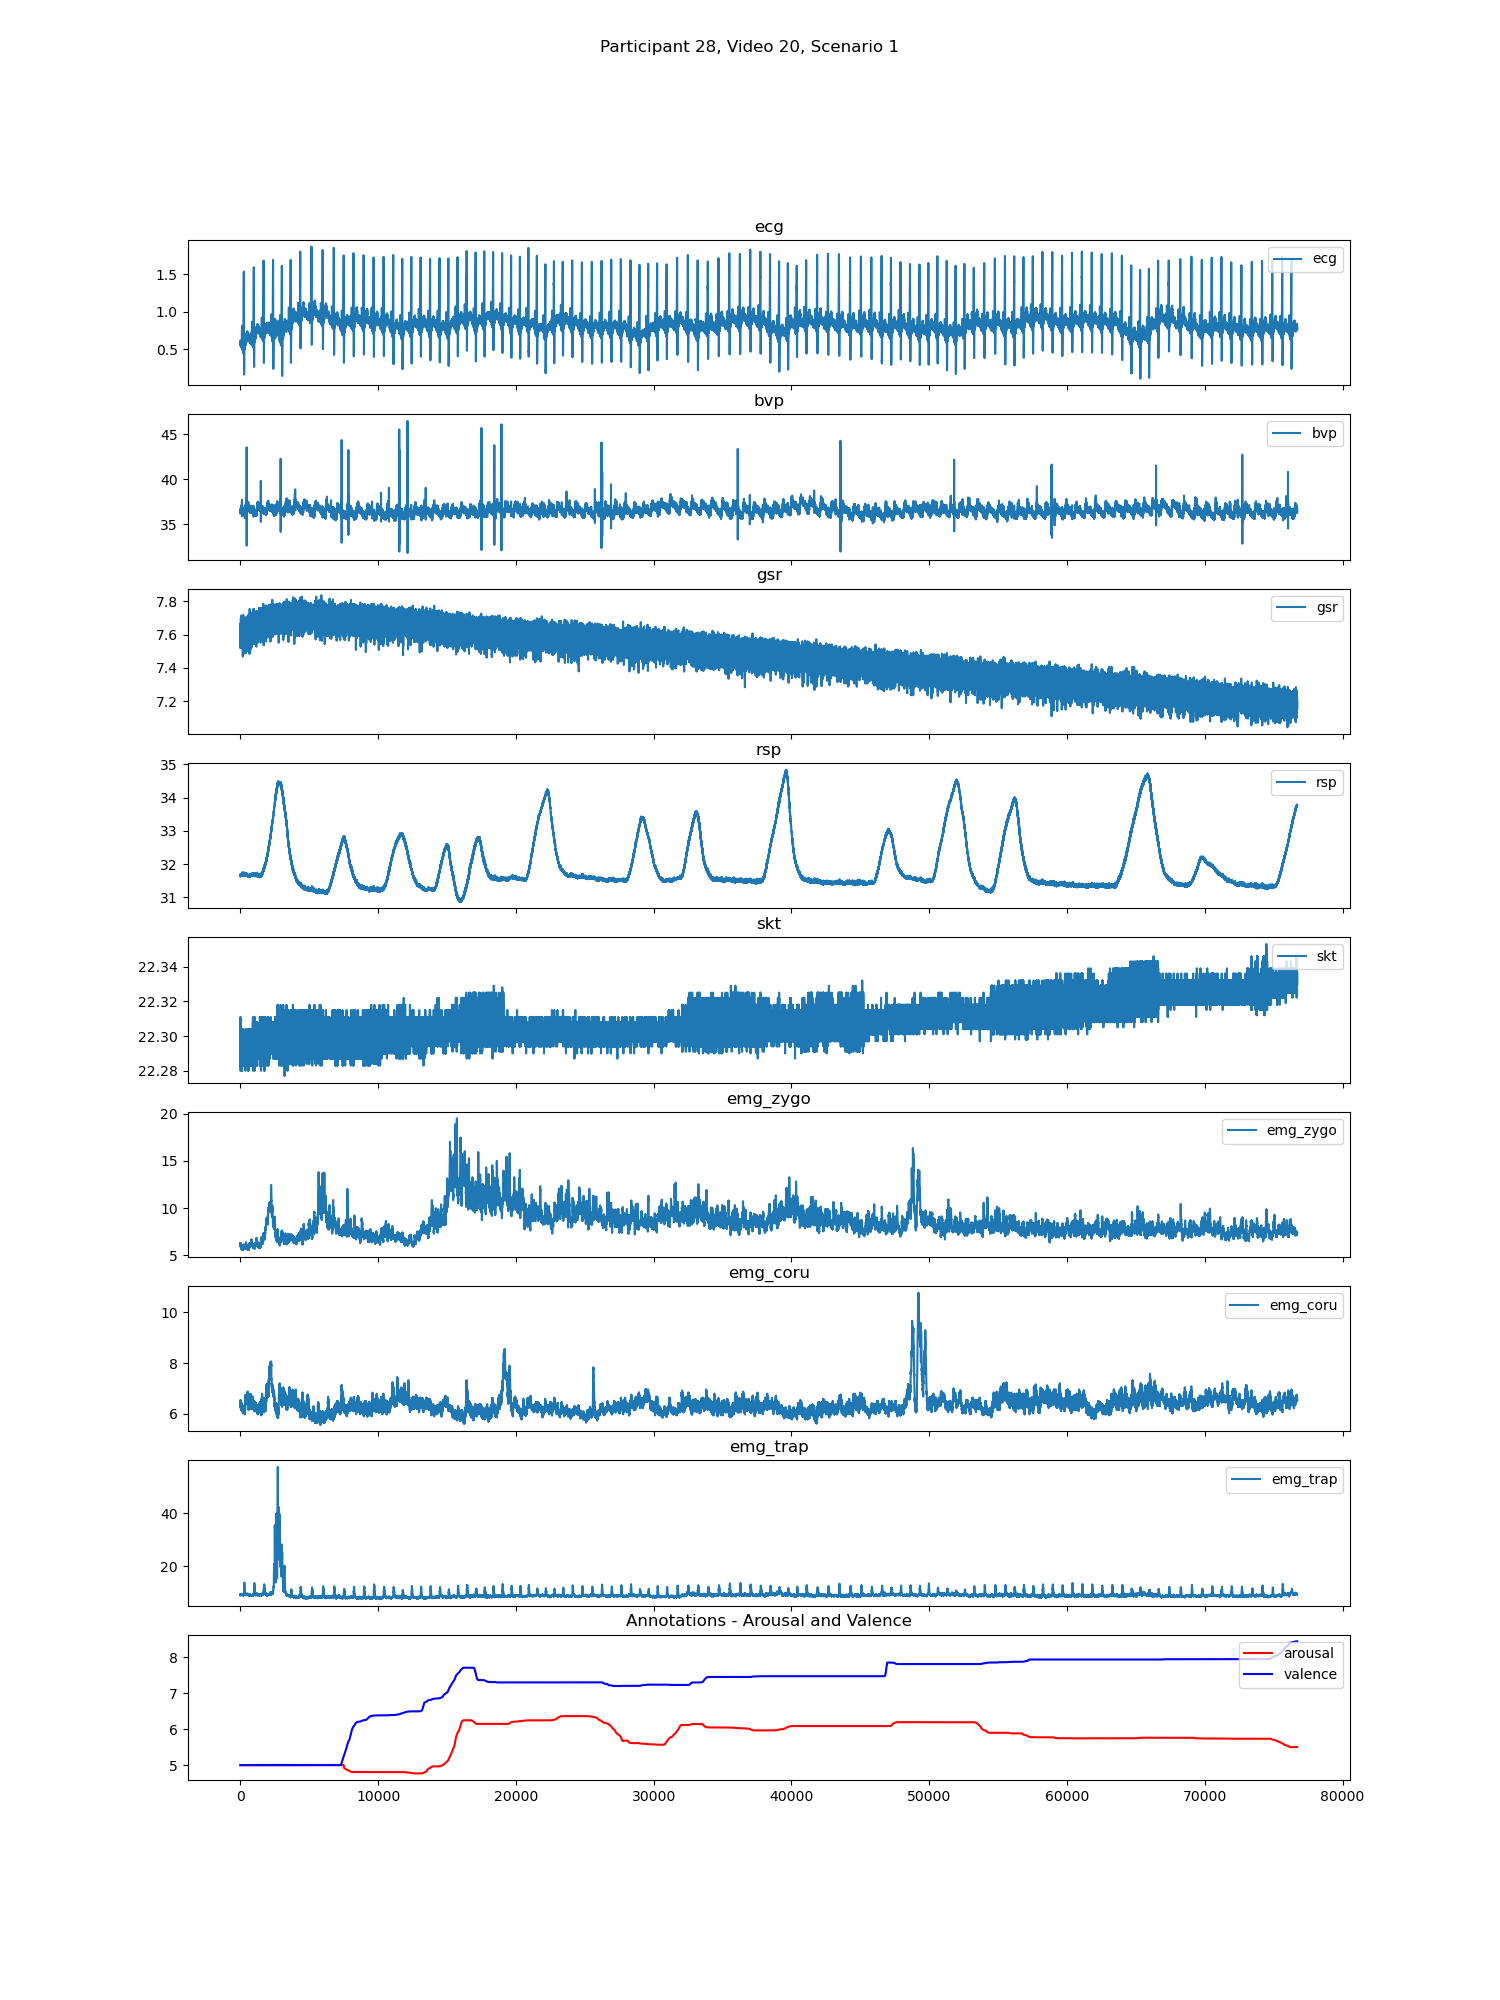 Participant 28, Video 20, Scenario 1
ecg
1.5
1.0
0.5
ecg
bvp
45
40
35
bvp
gsr
7.8
7.6
7.4
7.2
gsr
rsp
35
34
33
32
31
rsp
skt
22.34
22.32
22.30
22.28
skt
emg_zygo
20
15
10
5
emg_zygo
emg_coru
10
8
6
emg_coru
emg_trap
40
20
emg_trap
Annotations - Arousal and Valence
8
7
6
5
arousal
valence
0 10000 20000 30000 40000 50000 60000 70000 80000